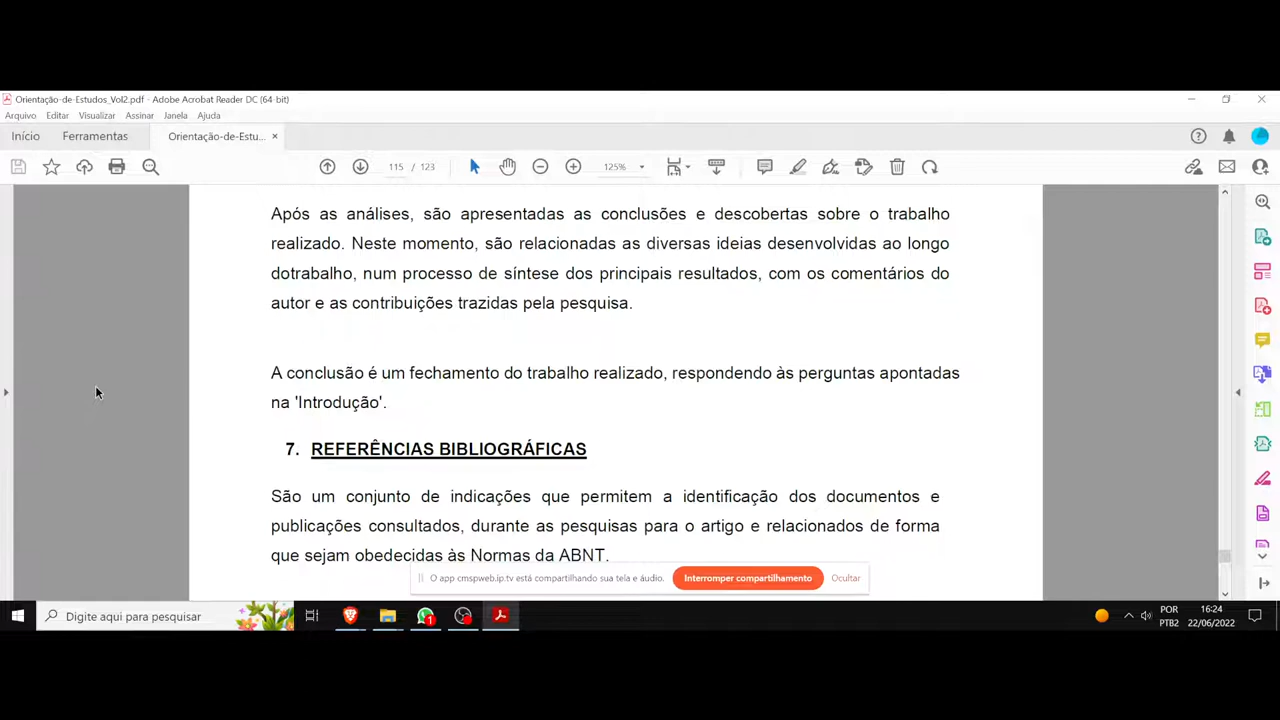 Orientação-de-Estudos_Vol2.pdf - Adobe Acrobat Reader DC (64-bit)
Arquivo Editar Visualizar Assinar Janela Ajuda
Início Ferramentas Orientação-de-Estu...
115 / 123 125%
Após as análises, são apresentadas as conclusões e descobertas sobre o trabalho
realizado. Neste momento, são relacionadas as diversas ideias desenvolvidas ao longo
dotrabalho, num processo de síntese dos principais resultados, com os comentários do
autor e as contribuições trazidas pela pesquisa.
A conclusão é um fechamento do trabalho realizado, respondendo às perguntas apontadas
na 'Introdução'.
7. REFERÊNCIAS BIBLIOGRÁFICAS
São um conjunto de indicações que permitem a identificação dos documentos e
publicações consultados, durante as pesquisas para o artigo e relacionados de forma
que sejam obedecidas às Normas da ABNT.
O app cmspweb.ip.tv está compartilhando sua tela e áudio. Interromper compartilhamento Ocultar
Digite aqui para pesquisar
1
POR 16:24
PTB2 22/06/2022